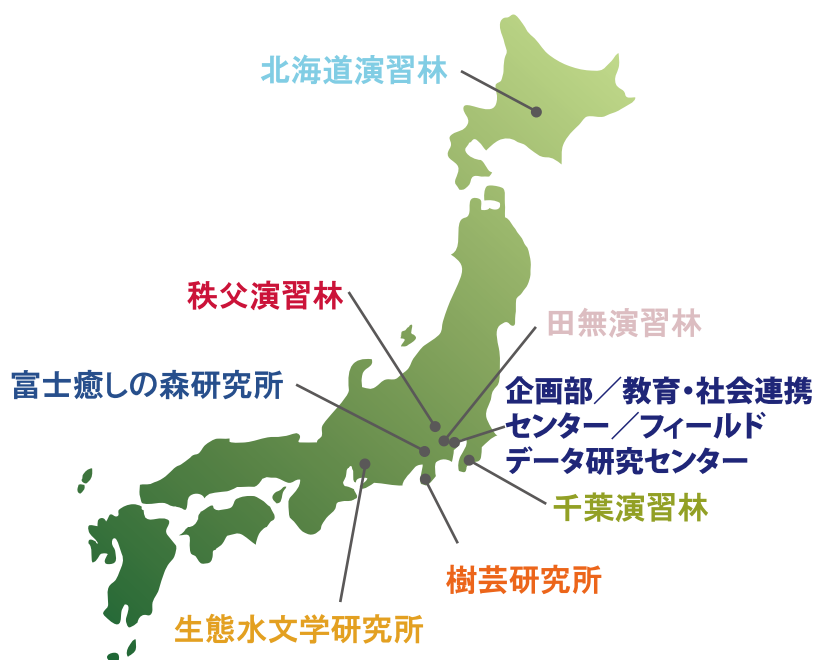 北海道演習林
秩父演習林
田無演習林
富士癒しの森研究所
企画部／教育・社会連携
センター／フィールド
データ研究センター
千葉演習林
樹芸研究所
生態水文学研究所